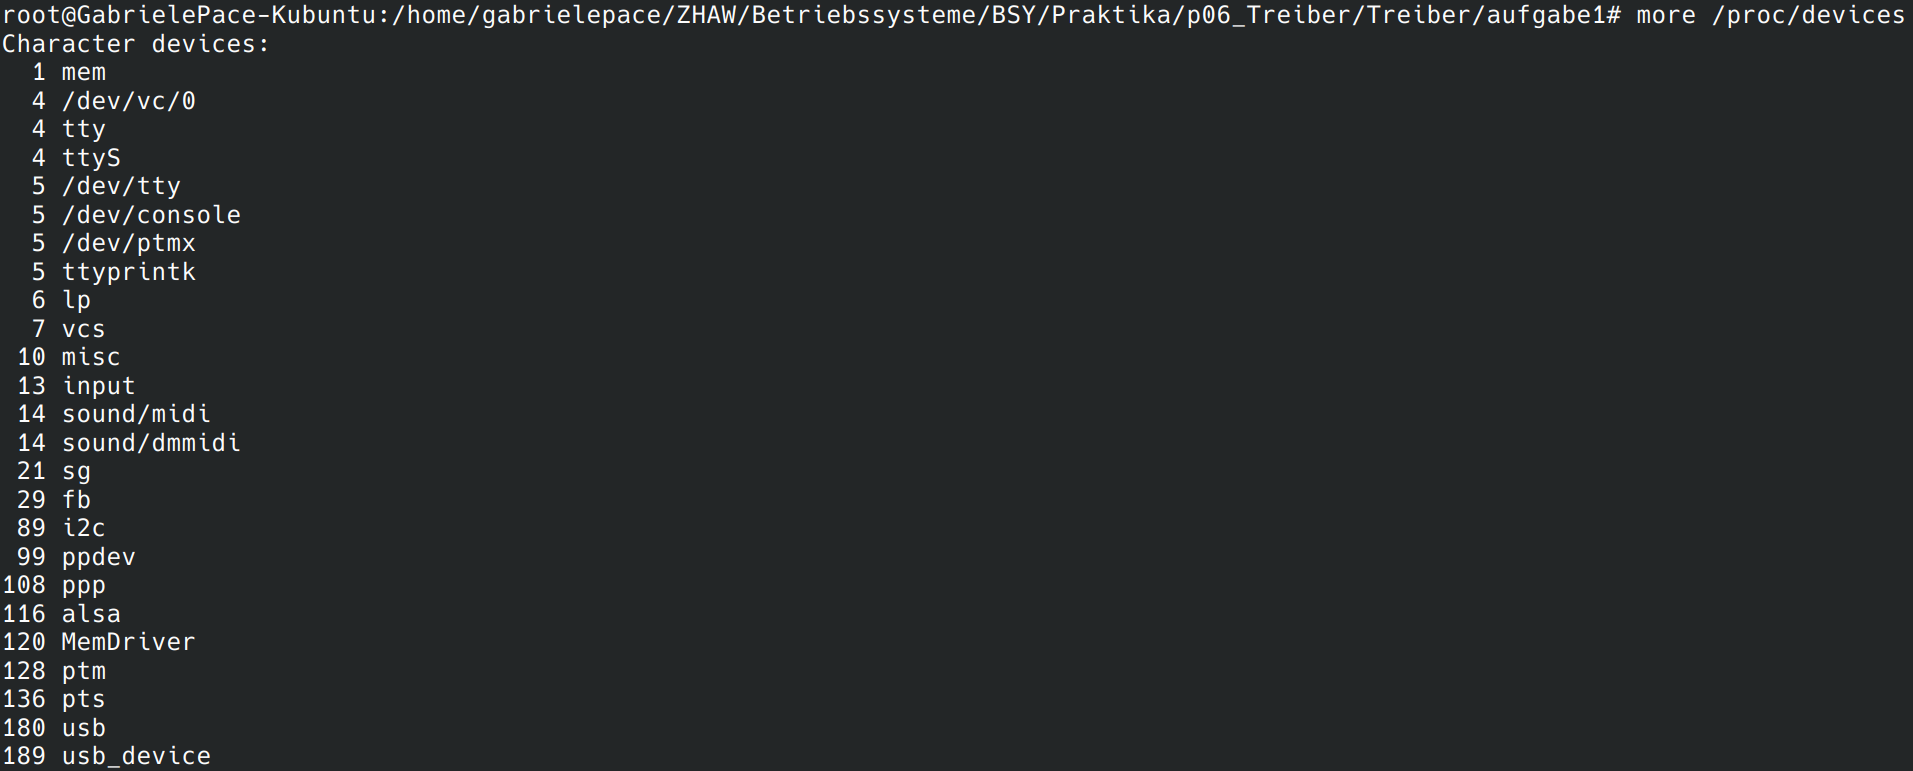 root@GabrielePace-Kubuntu:/home/gabrielepace/ZHAW/Betriebssysteme/BSY/Praktika/p06_Treiber/Treiber/aufgabe1# more /proc/devices
Character devices:
  1 mem
  4 /dev/vc/0
  4 tty
  4 ttyS
  5 /dev/tty
  5 /dev/console
  5 /dev/ptmx
  5 ttyprintk
  6 lp
  7 vcs
 10 misc
 13 input
 14 sound/midi
 14 sound/dmmidi
 21 sg
 29 fb
 89 i2c
 99 ppdev
108 ppp
116 alsa
120 MemDriver
128 ptm
136 pts
180 usb
189 usb_device